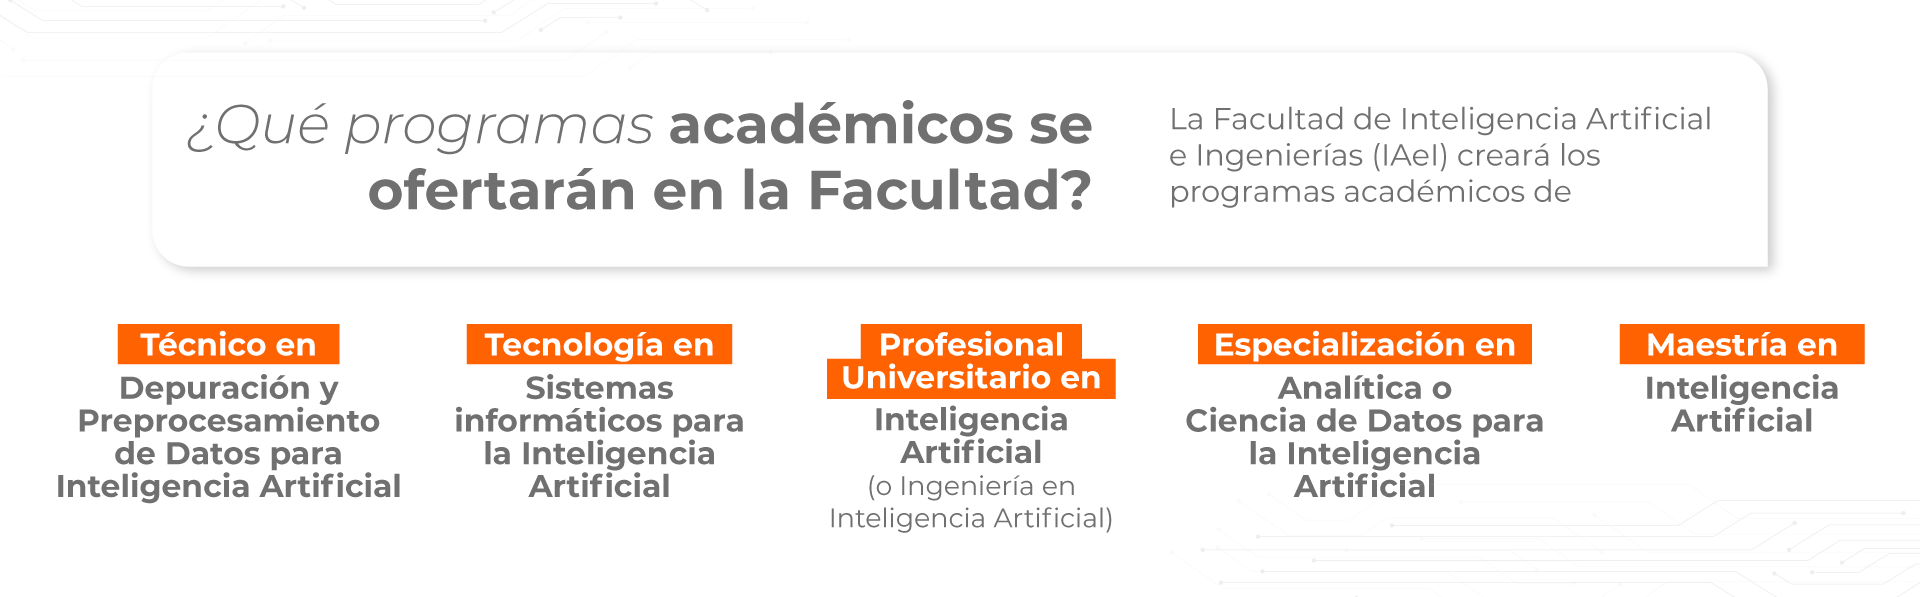 ¿Qué programas académicos se
ofertarán en la Facultad?
La Facultad de Inteligencia Artificial
e Ingenierías (IAeI) creará los
programas académicos de
Técnico en
Depuración y
Preprocesamiento
de Datos para
Inteligencia Artificial
Tecnología en
Sistemas
informáticos para
la Inteligencia
Artificial
Profesional
Universitario en
Inteligencia
Artificial
(o Ingeniería en
Inteligencia Artificial)
Especialización en
Analítica o
Ciencia de Datos para
la Inteligencia
Artificial
Maestría en
Inteligencia
Artificial